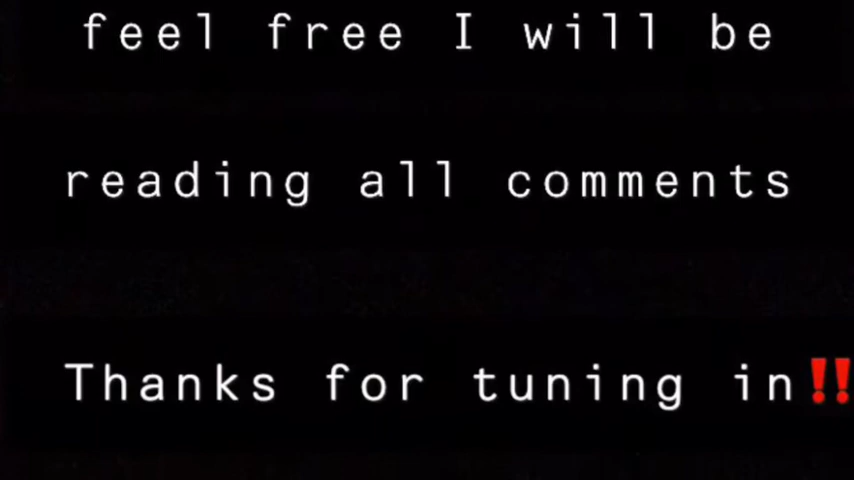 feel free I will be
reading all comments
Thanks for tuning in‼️